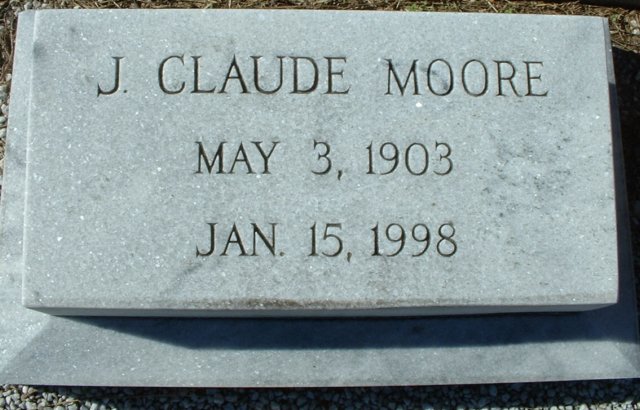 J. CLAUDE MOORE
MAY 3, 1903
JAN. 15, 1998